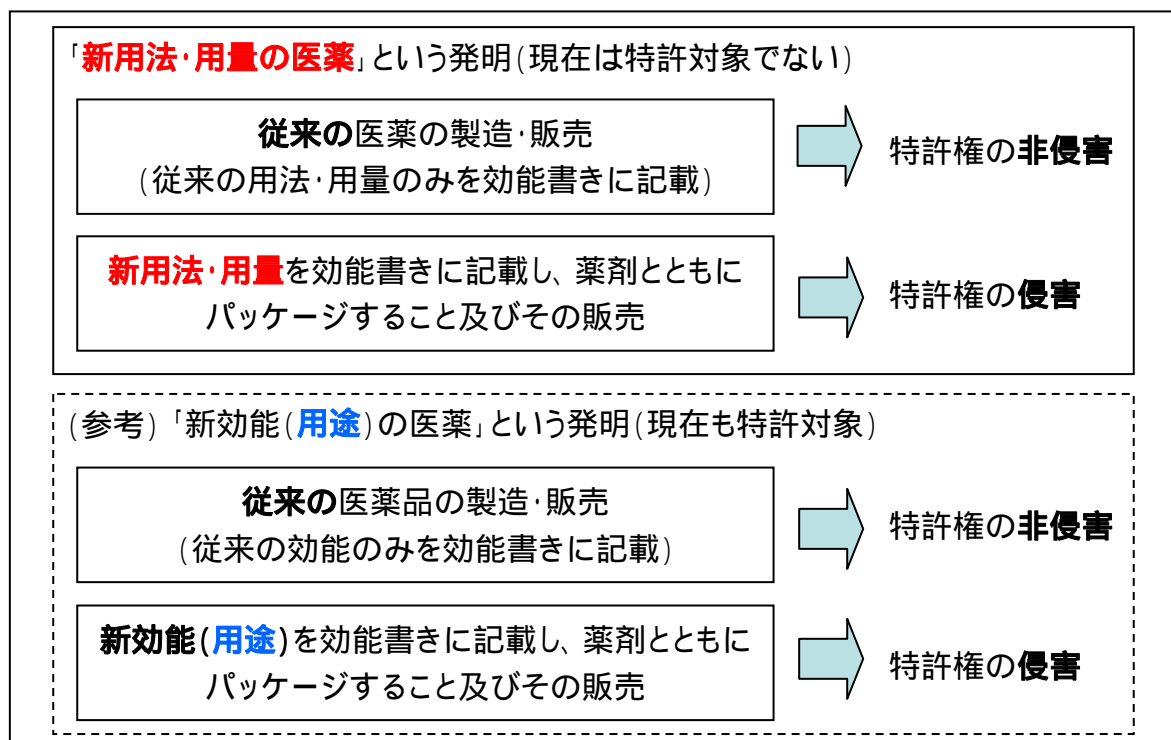 「新用法・用量の医薬」という発明(現在は特許対象でない)
従来の医薬の製造・販売
(従来の用法・用量のみを効能書きに記載)
特許権の非侵害
新用法・用量を効能書きに記載し、薬剤とともに
パッケージすること及びその販売
特許権の侵害
(参考)「新効能(用途)の医薬」という発明(現在も特許対象)
従来の医薬品の製造・販売
(従来の効能のみを効能書きに記載)
特許権の非侵害
新効能(用途)を効能書きに記載し、薬剤とともに
パッケージすること及びその販売
特許権の侵害